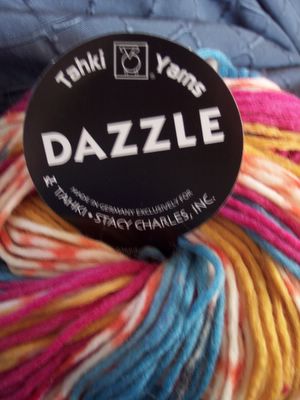 Tahki Yarns
DAZZLE
MADE IN GERMANY EXCLUSIVELY FOR
TAHKI • STACY CHARLES, INC.